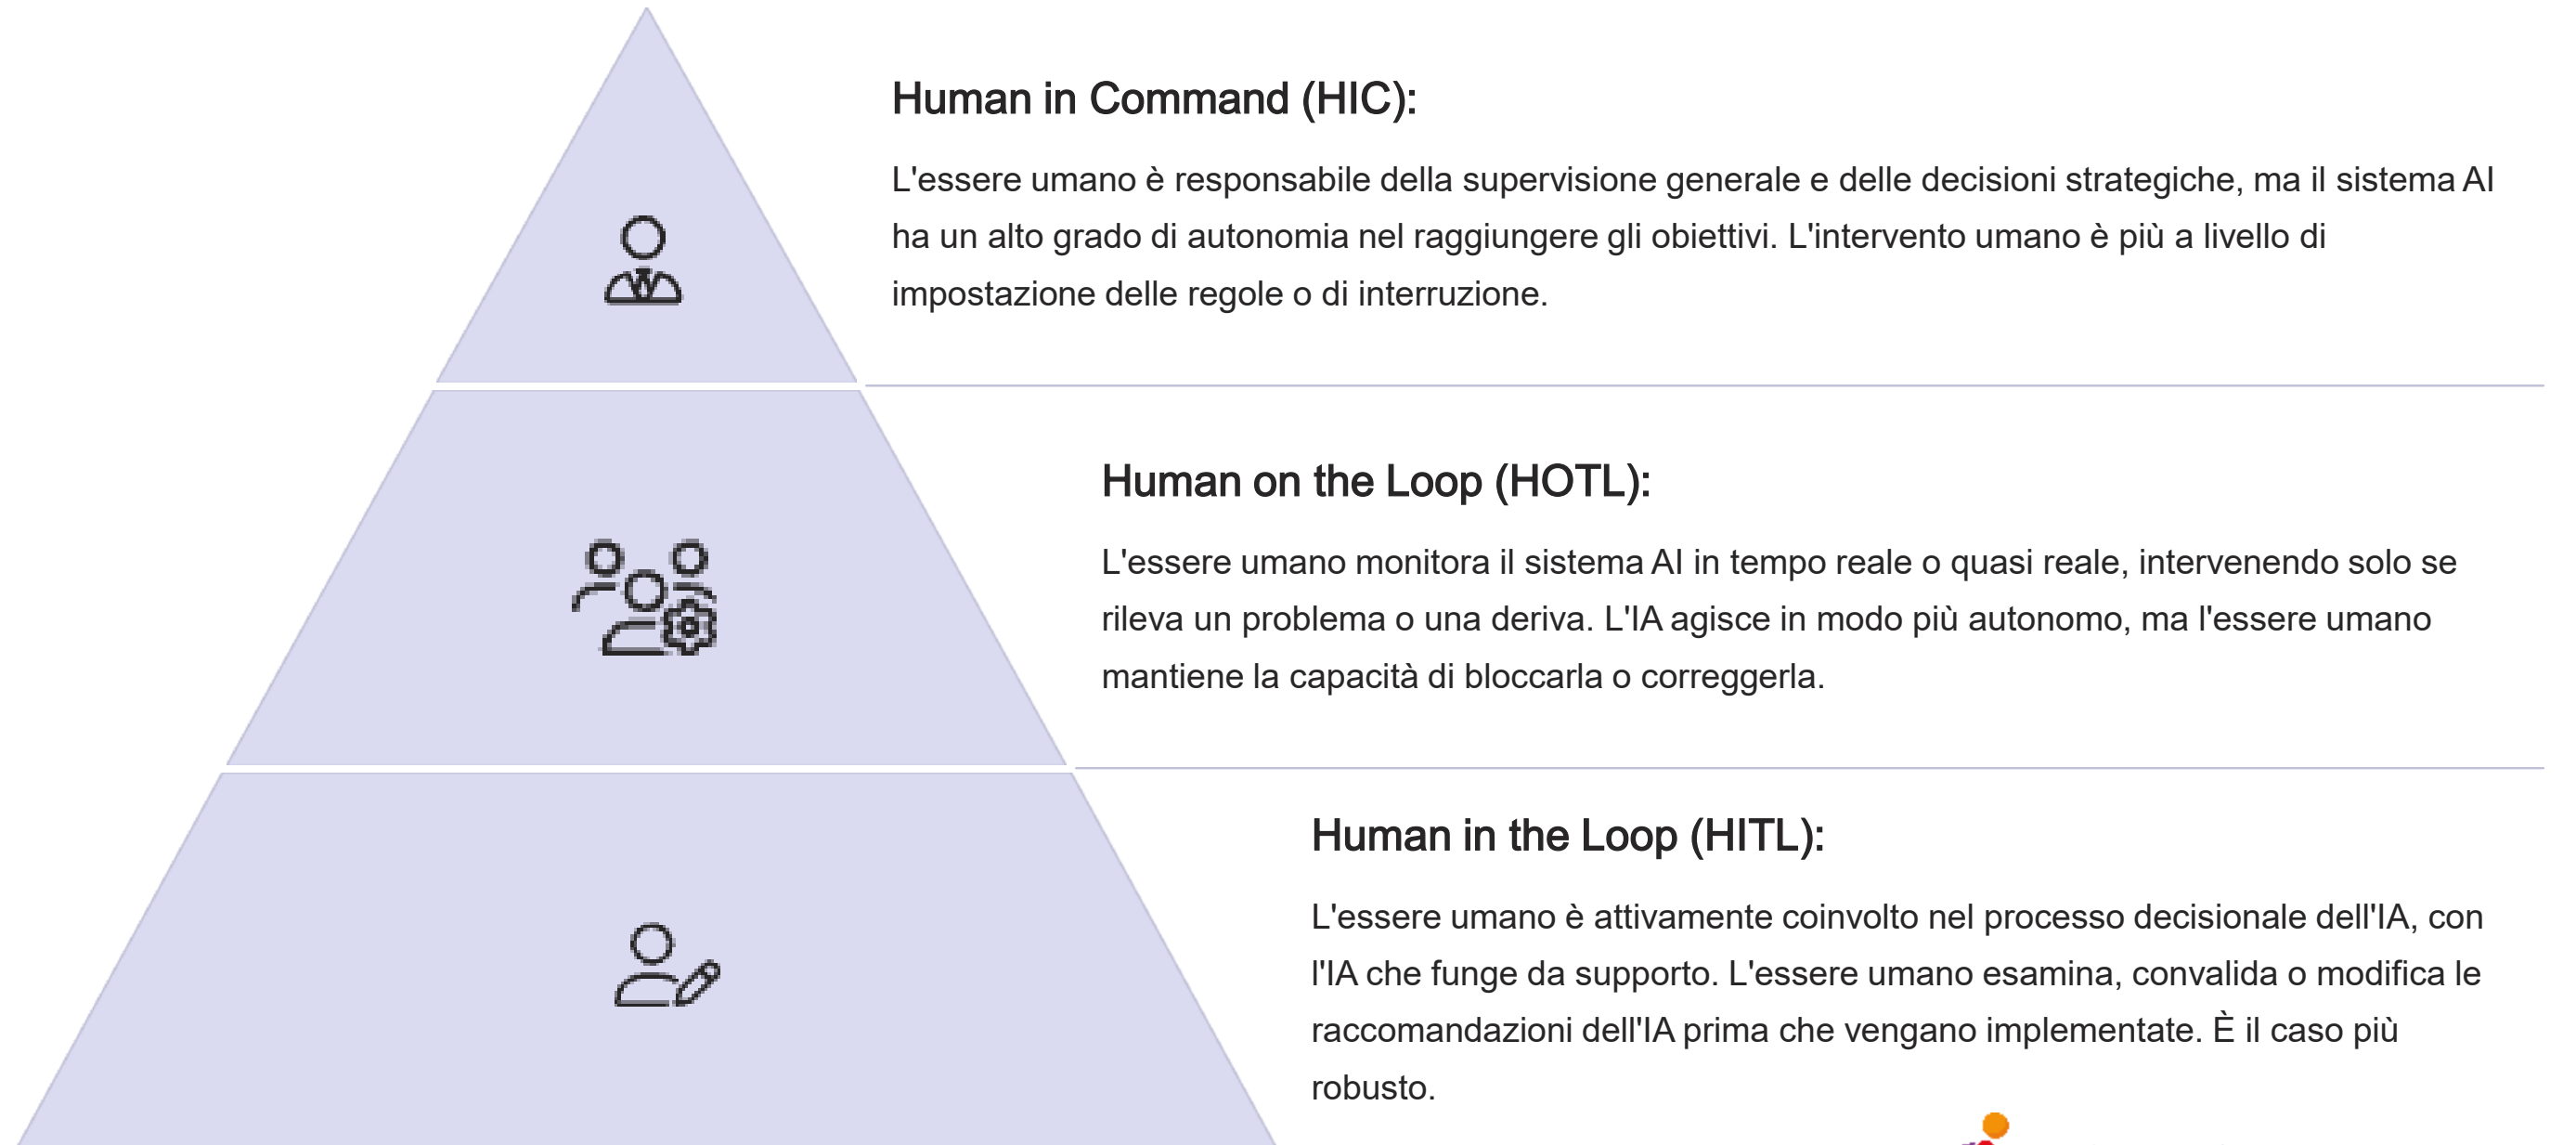 Human in Command (HIC):
L'essere umano è responsabile della supervisione generale e delle decisioni strategiche, ma il sistema AI
ha un alto grado di autonomia nel raggiungere gli obiettivi. L'intervento umano è più a livello di
impostazione delle regole o di interruzione.
Human on the Loop (HOTL):
L'essere umano monitora il sistema AI in tempo reale o quasi reale, intervenendo solo se
rileva un problema o una deriva. L'IA agisce in modo più autonomo, ma l'essere umano
mantiene la capacità di bloccarla o correggerla.
Human in the Loop (HITL):
L'essere umano è attivamente coinvolto nel processo decisionale dell'IA, con
l'IA che funge da supporto. L'essere umano esamina, convalida o modifica le
raccomandazioni dell'IA prima che vengano implementate. È il caso più
robusto.